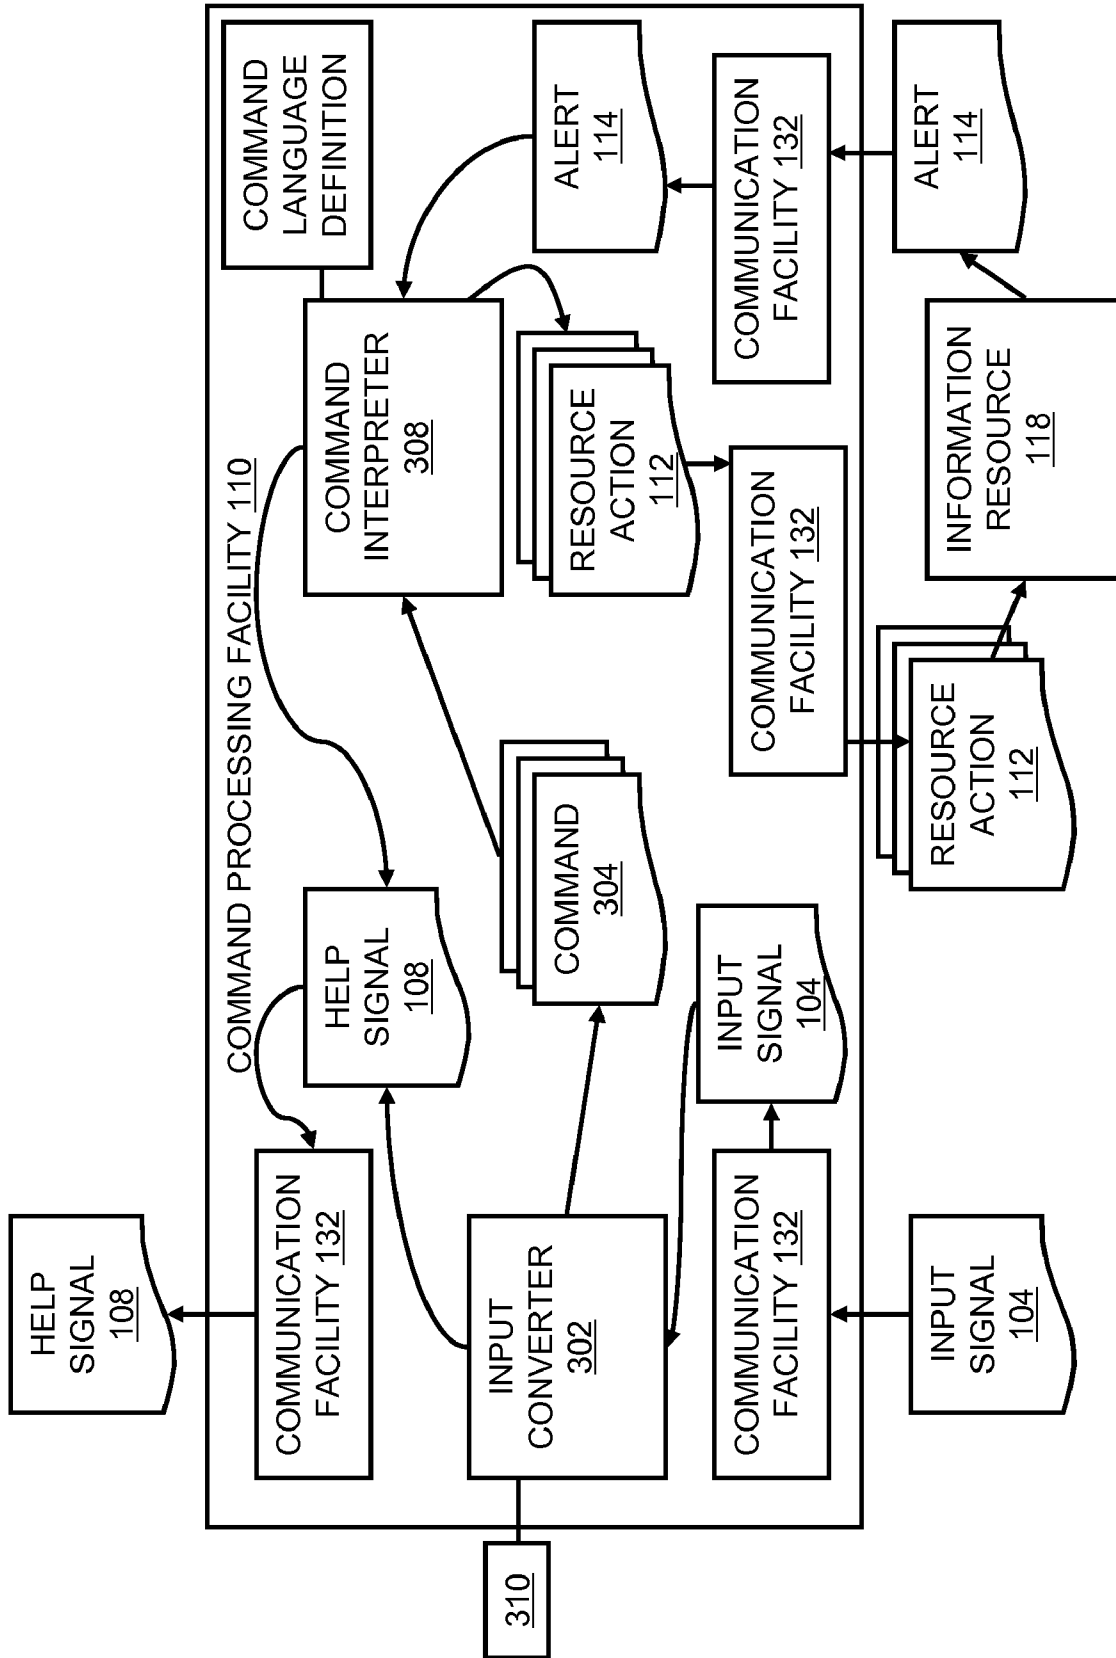 HELP
SIGNAL
108
COMMAND PROCESSING FACILITY 110
COMMUNICATION
FACILITY 132
HELP
SIGNAL
108
COMMAND
INTERPRETER
308
COMMAND
LANGUAGE
DEFINITION
310
INPUT
CONVERTER
302
COMMAND
304
RESOURCE
ACTION
112
ALERT
114
COMMUNICATION
FACILITY 132
INPUT
SIGNAL
104
COMMUNICATION
FACILITY 132
COMMUNICATION
FACILITY 132
INPUT
SIGNAL
104
RESOURCE
ACTION
112
INFORMATION
RESOURCE
118
ALERT
114